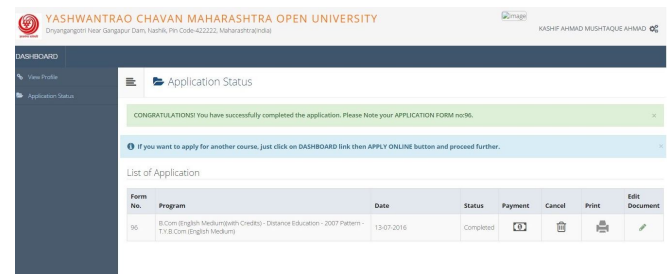 YASHWANTRAO CHAVAN MAHARASHTRA OPEN UNIVERSITY
Dnyangangotri Near Gangapur Dam, Nashik, Pin Code-422222, Maharashtra(India)
Image
KASHIF AHMAD MUSHTAQUE AHMAD
DASHBOARD
View Profile
Application Status
Application Status
CONGRATULATIONS! You have successfully completed the application. Please Note your APPLICATION FORM no:96.
If you want to apply for another course, just click on DASHBOARD link then APPLY ONLINE button and proceed further.
List of Application
Form No. Program Date Status Payment Cancel Print Edit Document
96 B.Com (English Medium)(with Credits) - Distance Education - 2007 Pattern - 13-07-2016 Completed
T.Y.B.Com (English Medium)